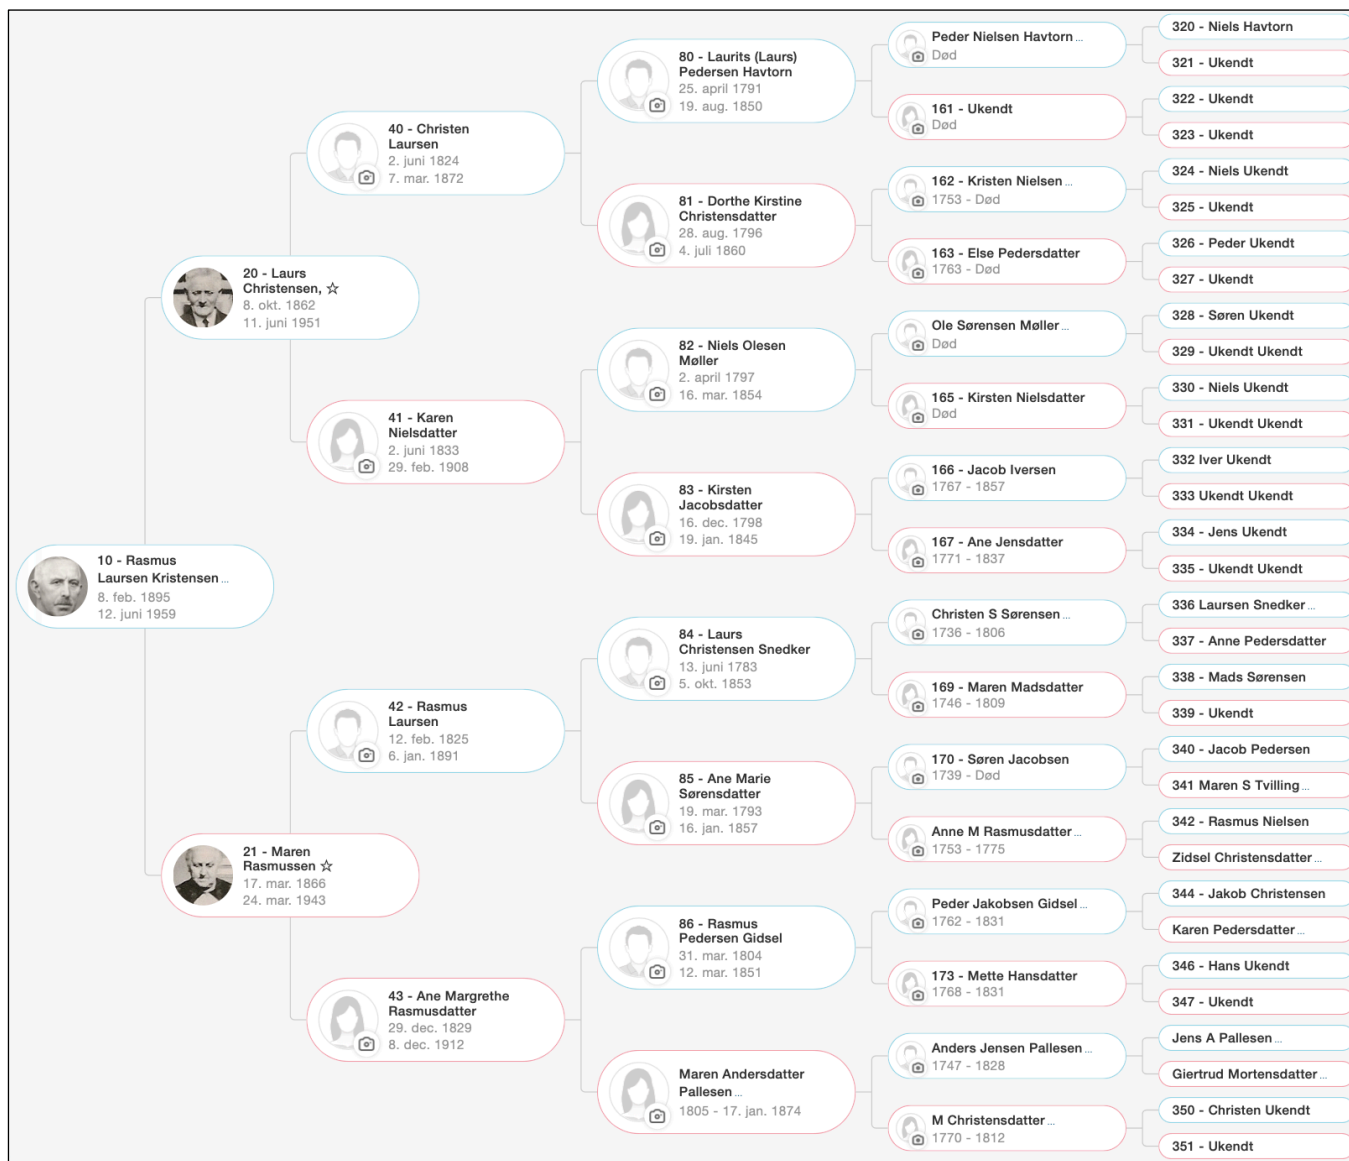 10 - Rasmus
Laursen Kristensen...
8. feb. 1895
12. juni 1959
20 - Laurs
Christensen, ☆
8. okt. 1862
11. juni 1951
21 - Maren
Rasmussen ☆
17. mar. 1866
24. mar. 1943
40 - Christen
Laursen
2. juni 1824
7. mar. 1872
41 - Karen
Nielsdatter
2. juni 1833
29. feb. 1908
42 - Rasmus
Laursen
12. feb. 1825
6. jan. 1891
43 - Ane Margrethe
Rasmusdatter
29. dec. 1829
8. dec. 1912
80 - Laurits (Laurs)
Pedersen Havtorn
25. april 1791
19. aug. 1850
81 - Dorthe Kirstine
Christensdatter
28. aug. 1796
4. juli 1860
82 - Niels Olesen
Møller
2. april 1797
16. mar. 1854
83 - Kirsten
Jacobsdatter
16. dec. 1798
19. jan. 1845
84 - Laurs
Christensen Snedker
13. juni 1783
5. okt. 1853
85 - Ane Marie
Sørensdatter
19. mar. 1793
16. jan. 1857
86 - Rasmus
Pedersen Gidsel
31. mar. 1804
12. mar. 1851
Maren Andersdatter
Pallesen...
1805 - 17. jan. 1874
Peder Nielsen Havtorn...
Død
161 - Ukendt
Død
162 - Kristen Nielsen...
1753 - Død
163 - Else Pedersdatter
1763 - Død
Ole Sørensen Møller...
Død
165 - Kirsten Nielsdatter
Død
166 - Jacob Iversen
1767 - 1857
167 - Ane Jensdatter
1771 - 1837
Christen S Sørensen...
1736 - 1806
169 - Maren Madsdatter
1746 - 1809
170 - Søren Jacobsen
1739 - Død
Anne M Rasmusdatter...
1753 - 1775
Peder Jakobsen Gidsel...
1762 - 1831
173 - Mette Hansdatter
1768 - 1831
Anders Jensen Pallesen...
1747 - 1828
M Christensdatter...
1770 - 1812
320 - Niels Havtorn
321 - Ukendt
322 - Ukendt
323 - Ukendt
324 - Niels Ukendt
325 - Ukendt
326 - Peder Ukendt
327 - Ukendt
328 - Søren Ukendt
329 - Ukendt Ukendt
330 - Niels Ukendt
331 - Ukendt Ukendt
332 Iver Ukendt
333 Ukendt Ukendt
334 - Jens Ukendt
335 - Ukendt Ukendt
336 Laursen Snedker...
337 - Anne Pedersdatter
338 - Mads Sørensen
339 - Ukendt
340 - Jacob Pedersen
341 Maren S Tvilling...
342 - Rasmus Nielsen
Zidsel Christensdatter...
344 - Jakob Christensen
Karen Pedersdatter...
346 - Hans Ukendt
347 - Ukendt
Jens A Pallesen...
Giertrud Mortensdatter...
350 - Christen Ukendt
351 - Ukendt